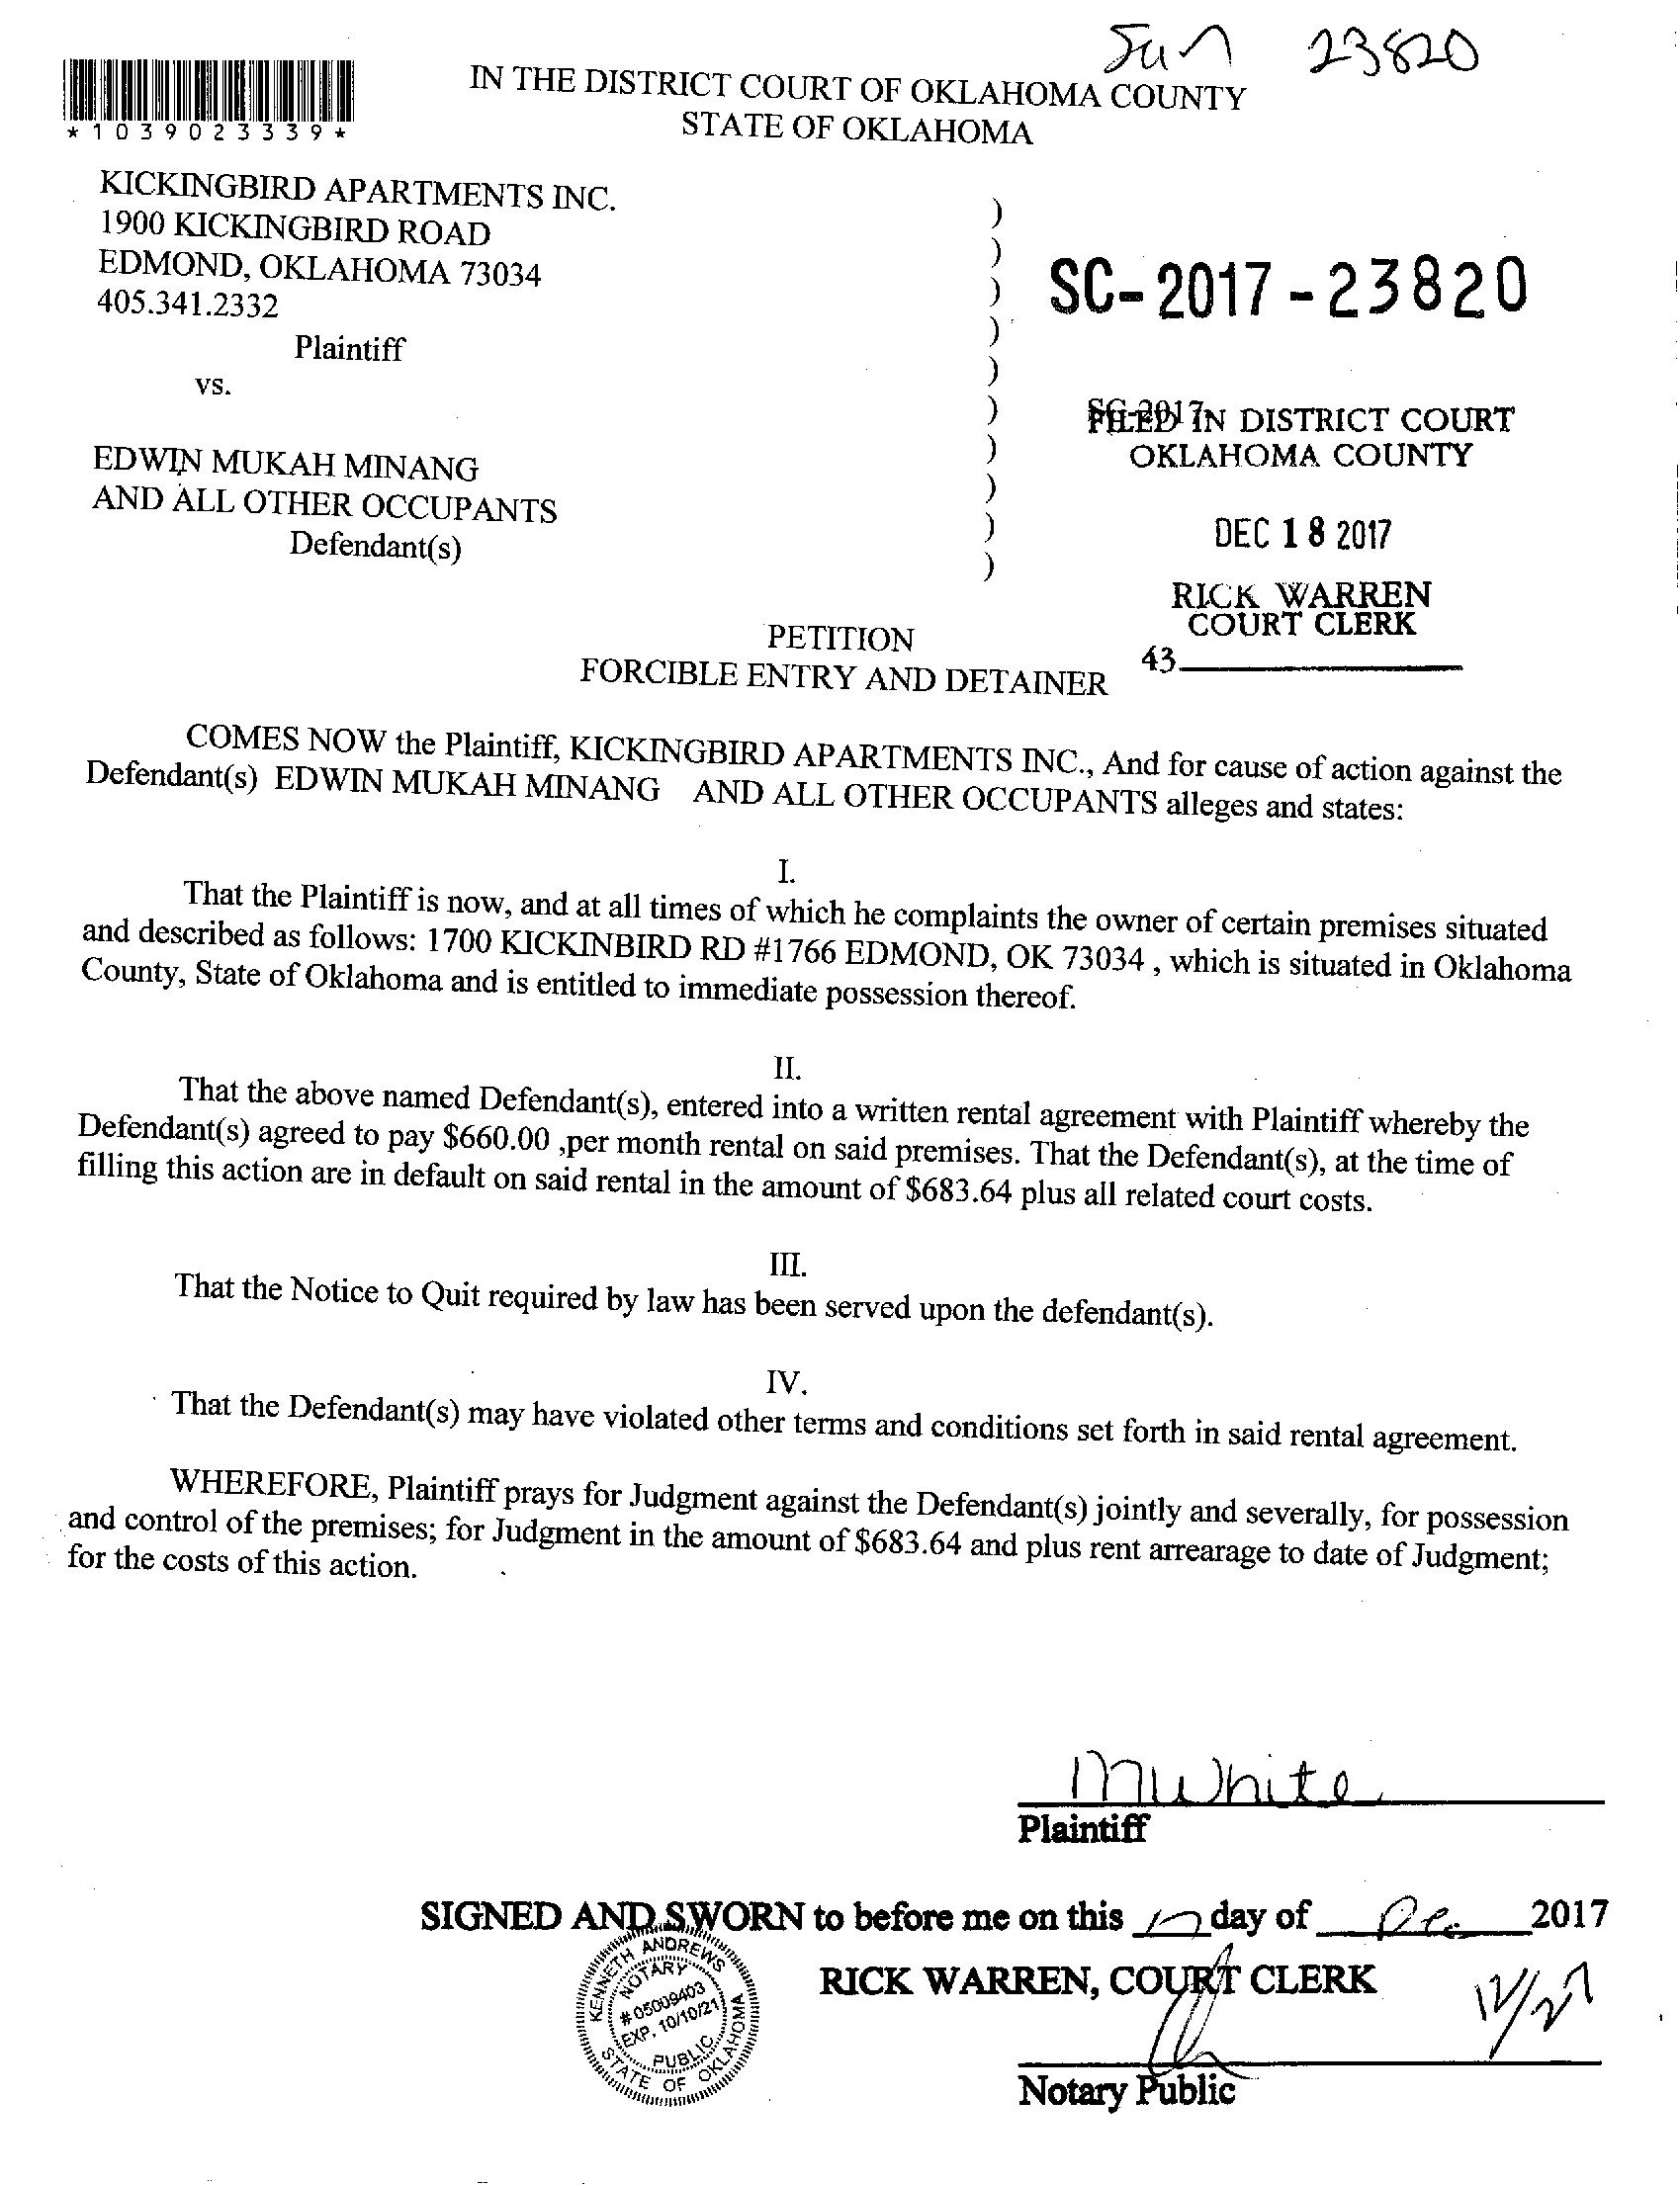 23820
IN THE DISTRICT COURT OF OKLAHOMA COUNTY
STATE OF OKLAHOMA
*1039023339*
KICKINGBIRD APARTMENTS INC.
1900 KICKINGBIRD ROAD
EDMOND, OKLAHOMA 73034
405.341.2332
Plaintiff
vs.
EDWIN MUKAH MINANG
AND ALL OTHER OCCUPANTS
Defendant(s)
)
)
)
)
)
)
)
)
)
)
SC-2017-23820
SC-2017
FILED IN DISTRICT COURT
OKLAHOMA COUNTY
DEC 18 2017
RICK WARREN
COURT CLERK
43
PETITION
FORCIBLE ENTRY AND DETAINER
COMES NOW the Plaintiff, KICKINGBIRD APARTMENTS INC., And for cause of action against the
Defendant(s) EDWIN MUKAH MINANG AND ALL OTHER OCCUPANTS alleges and states:
I.
That the Plaintiff is now, and at all times of which he complaints the owner of certain premises situated
and described as follows: 1700 KICKINBIRD RD #1766 EDMOND, OK 73034 , which is situated in Oklahoma
County, State of Oklahoma and is entitled to immediate possession thereof.
II.
That the above named Defendant(s), entered into a written rental agreement with Plaintiff whereby the
Defendant(s) agreed to pay $660.00 ,per month rental on said premises. That the Defendant(s), at the time of
filling this action are in default on said rental in the amount of $683.64 plus all related court costs.
III.
That the Notice to Quit required by law has been served upon the defendant(s).
IV.
That the Defendant(s) may have violated other terms and conditions set forth in said rental agreement.
WHEREFORE, Plaintiff prays for Judgment against the Defendant(s) jointly and severally, for possession
and control of the premises; for Judgment in the amount of $683.64 and plus rent arrearage to date of Judgment;
for the costs of this action.
MWhite
Plaintiff
SIGNED AND SWORN to before me on this day of Dec 2017
RICK WARREN, COURT CLERK
12/27
Notary Public
KENNETH ANDREWS
NOTARY
# 05009403
EXP. 10/10/21
PUBLIC
STATE OF OKLAHOMA